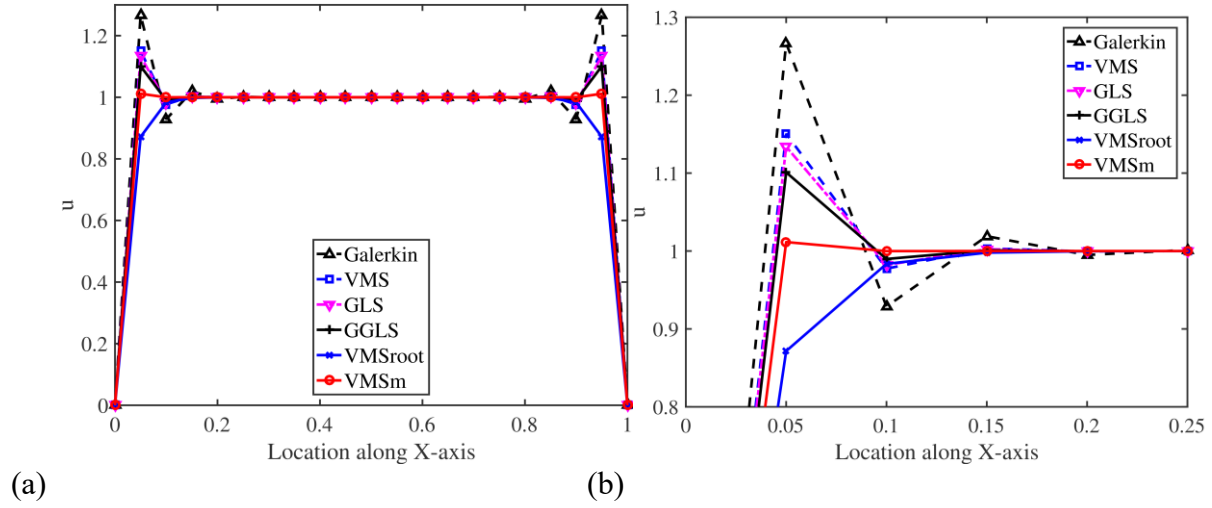 1.2
1
0.8
0.6
0.4
0.2
0
u
Galerkin
VMS
GLS
GGLS
VMSroot
VMSm
0 0.2 0.4 0.6 0.8 1
Location along X-axis
(a)
1.3
1.2
1.1
1
0.9
0.8
u
Galerkin
VMS
GLS
GGLS
VMSroot
VMSm
0 0.05 0.1 0.15 0.2 0.25
Location along X-axis
(b)